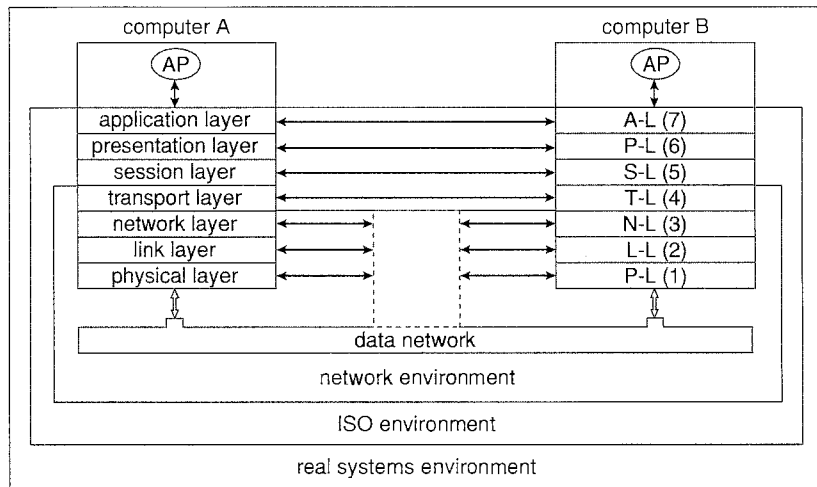 computer A computer B
AP AP
application layer A-L (7)
presentation layer P-L (6)
session layer S-L (5)
transport layer T-L (4)
network layer N-L (3)
link layer L-L (2)
physical layer P-L (1)
data network
network environment
ISO environment
real systems environment